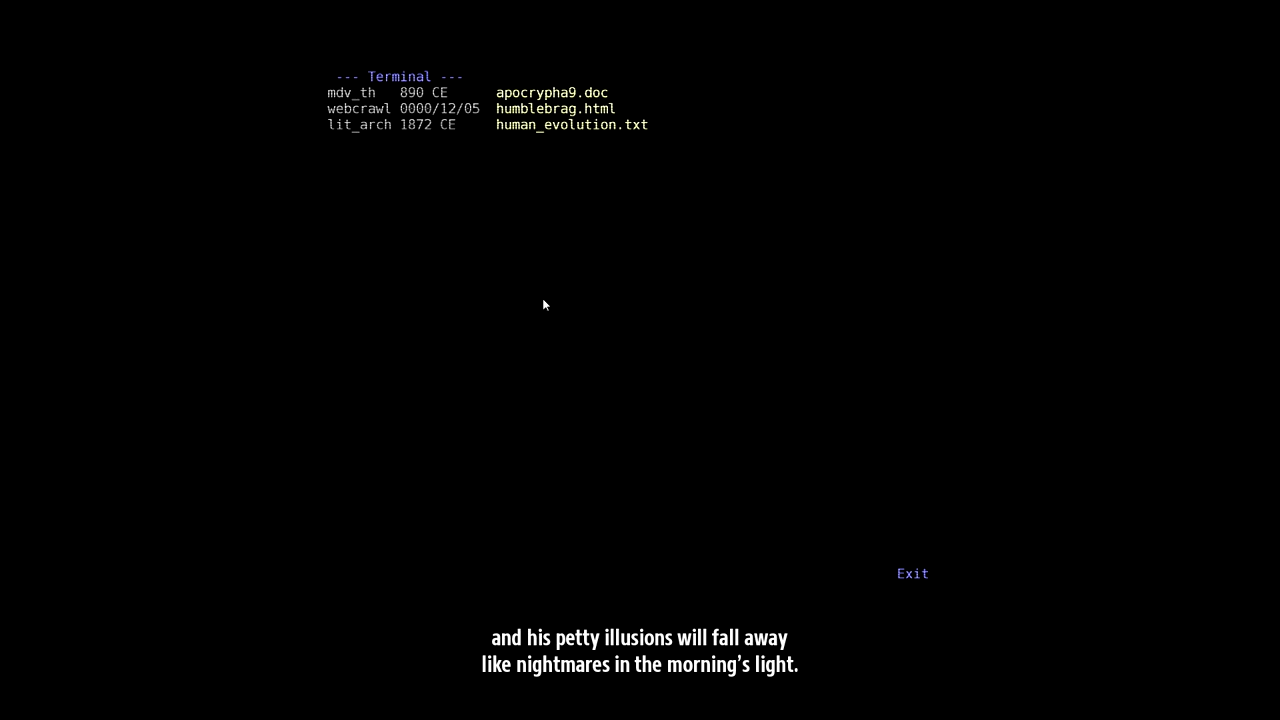 --- Terminal ---
mdv_th 890 CE apocrypha9.doc
webcrawl 0000/12/05 humblebrag.html
lit_arch 1872 CE human_evolution.txt
Exit
and his petty illusions will fall away
like nightmares in the morning’s light.